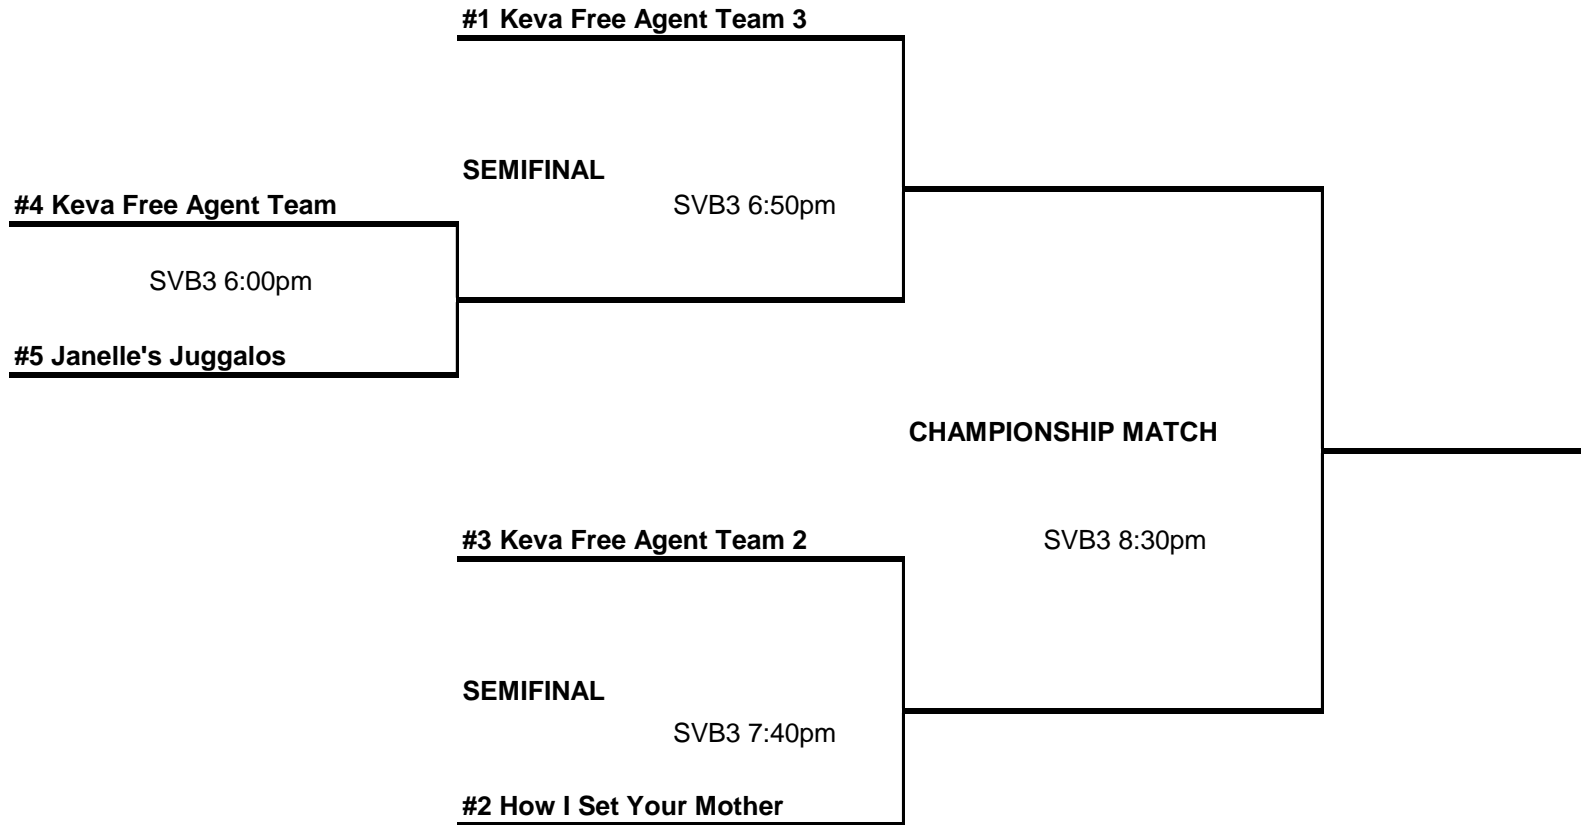 #1 Keva Free Agent Team 3
SEMIFINAL
#4 Keva Free Agent Team
SVB3 6:50pm
SVB3 6:00pm
#5 Janelle's Juggalos
CHAMPIONSHIP MATCH
#3 Keva Free Agent Team 2
SVB3 8:30pm
SEMIFINAL
SVB3 7:40pm
#2 How I Set Your Mother